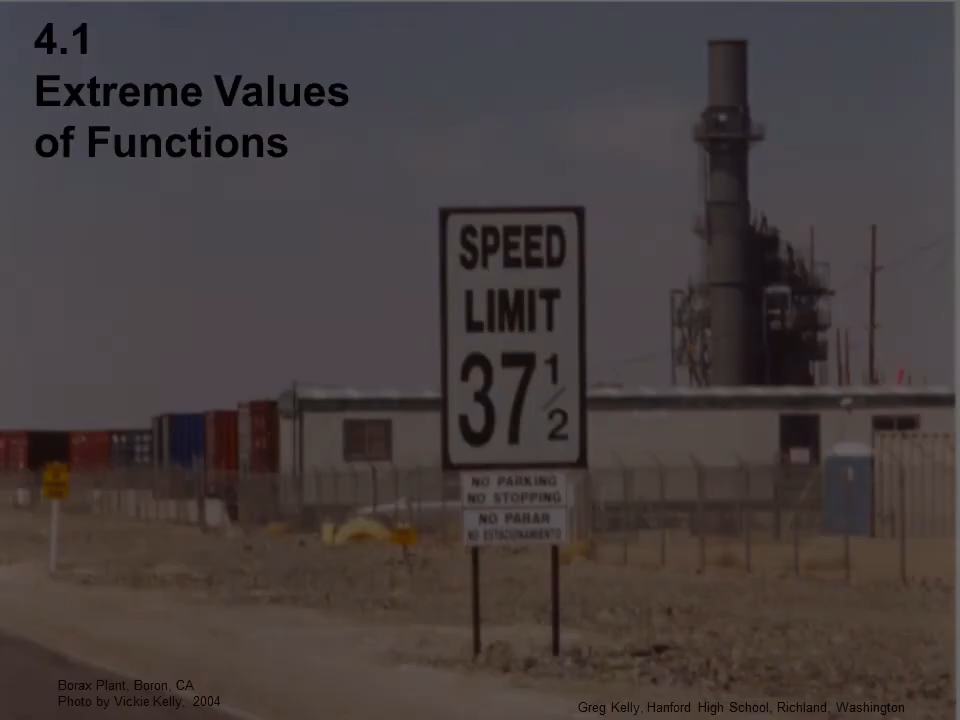 4.1
Extreme Values
of Functions
SPEED
LIMIT
37 1/2
NO PARKING
NO STOPPING
NO PARAR
NO ESTACIONAMIENTO
Borax Plant, Boron, CA
Photo by Vickie Kelly, 2004
Greg Kelly, Hanford High School, Richland, Washington